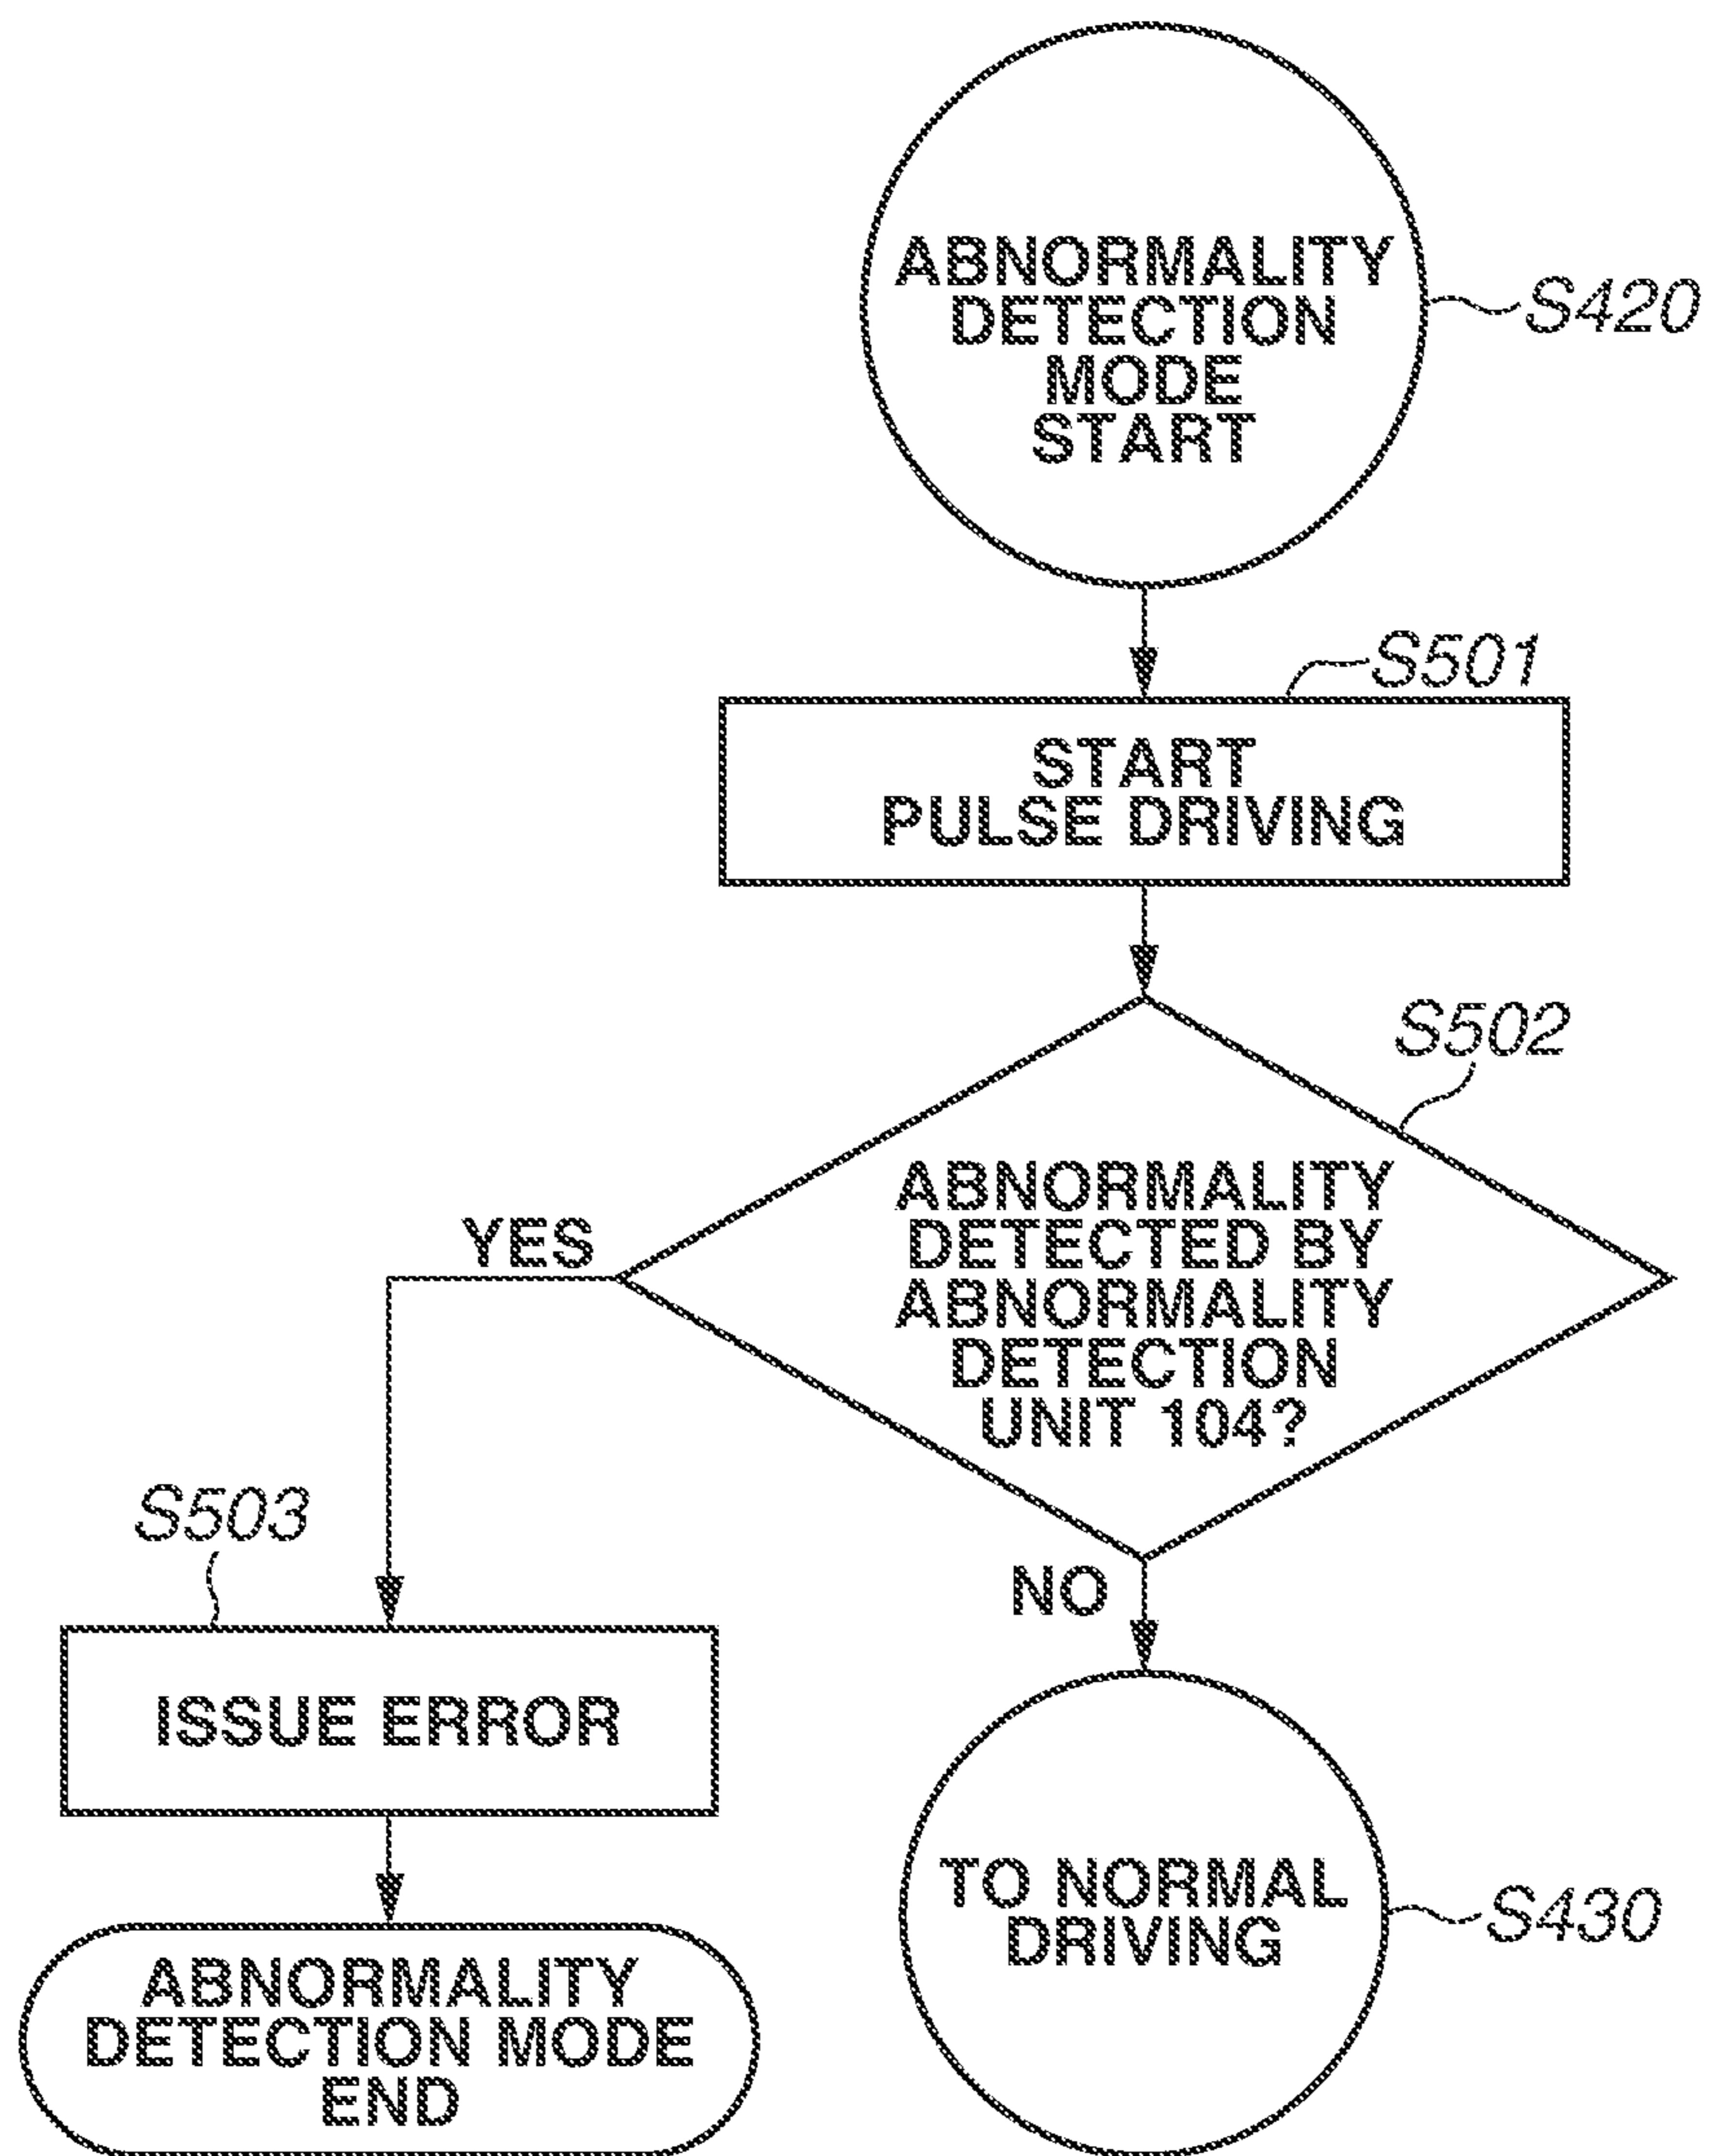 ABNORMALITY
DETECTION
MODE
START
S420
S501
START
PULSE DRIVING
S502
ABNORMALITY
DETECTED BY
ABNORMALITY
DETECTION
UNIT 104?
YES
NO
S503
ISSUE ERROR
TO NORMAL
DRIVING
S430
ABNORMALITY
DETECTION MODE
END